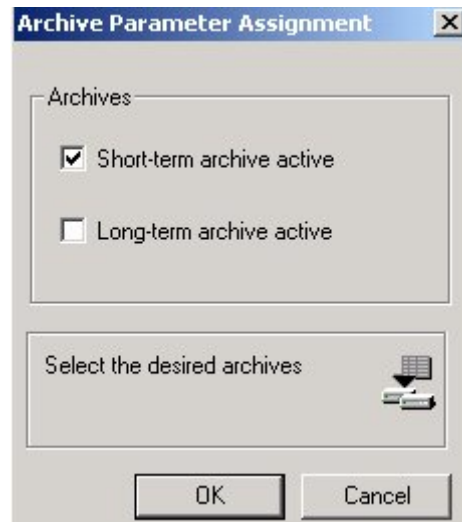 Archive Parameter Assignment
Archives
Short-term archive active
Long-term archive active
Select the desired archives
OK Cancel